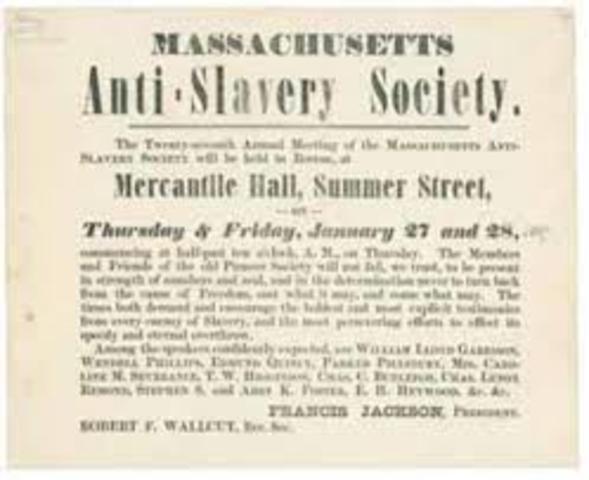 MASSACHUSETTS
Anti-Slavery Society.
The Twenty-seventh Annual Meeting of the MASSACHUSETTS ANTI-
SLAVERY SOCIETY will be held in Boston, at
Mercantile Hall, Summer Street,
— ON —
Thursday & Friday, January 27 and 28,
commencing at half-past ten o'clock, A. M., on Thursday. The Members
and Friends of the old Pioneer Society will not fail, we trust, to be present
in strength of numbers and zeal, and in the determination never to turn back
from the cause of Freedom, cost what it may, and come what may. The
times both demand and encourage the boldest and most explicit testimonies
from every enemy of Slavery, and the most persevering efforts to effect its
speedy and eternal overthrow.
Among the speakers confidently expected, are WILLIAM LLOYD GARRISON,
WENDELL PHILLIPS, EDMUND QUINCY, PARKER PILLSBURY, MRS. CARO-
LINE M. SEVERANCE, T. W. HIGGINSON, CHAS. C. BURLEIGH, CHAS. LENOX
REMOND, STEPHEN S. and ABBY K. FOSTER, E. H. HEYWOOD, &c. &c.
FRANCIS JACKSON, PRESIDENT.
ROBERT F. WALLCUT, REC. SEC.